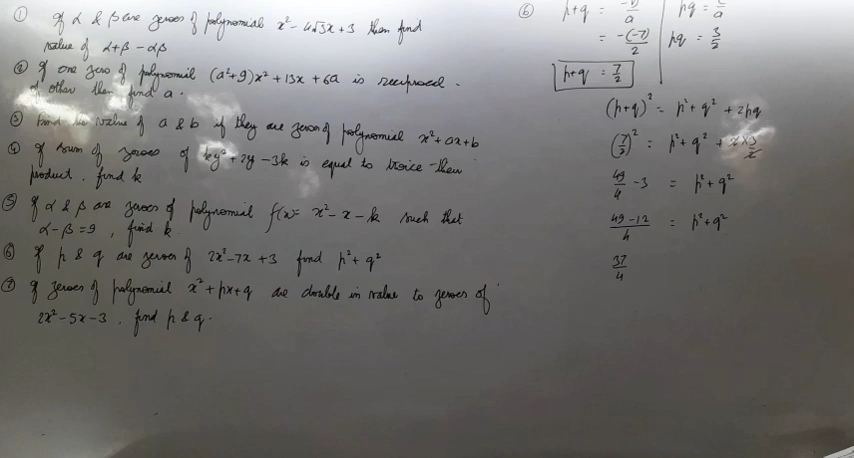 ① If α & β are zeroes of polynomial x² - 4√3x + 3 then find
value of α+β - αβ
② If one zero of polynomial (a²+9)x² + 13x + 6a is reciprocal
of other then find a.
③ Find the value of a & b if they are zeroes of polynomial x² + ax + b
④ If sum of zeroes of ky² + 2y - 3k is equal to twice their
product, find k
⑤ If α & β are zeroes of polynomial f(x) = x² - x - k such that
α - β = 9, find k
⑥ If p & q are zeroes of 2x² - 7x + 3 find p² + q²
⑦ If zeroes of polynomial x² + px + q are double in value to zeroes of
2x² - 5x - 3, find p & q.
⑥ p+q = -b/a pq = c/a
= -(-7)/2 pq = 3/2
p+q = 7/2
(p+q)² = p² + q² + 2pq
(7/2)² = p² + q² + 2×3/2
49/4 - 3 = p² + q²
49-12/4 = p² + q²
37/4